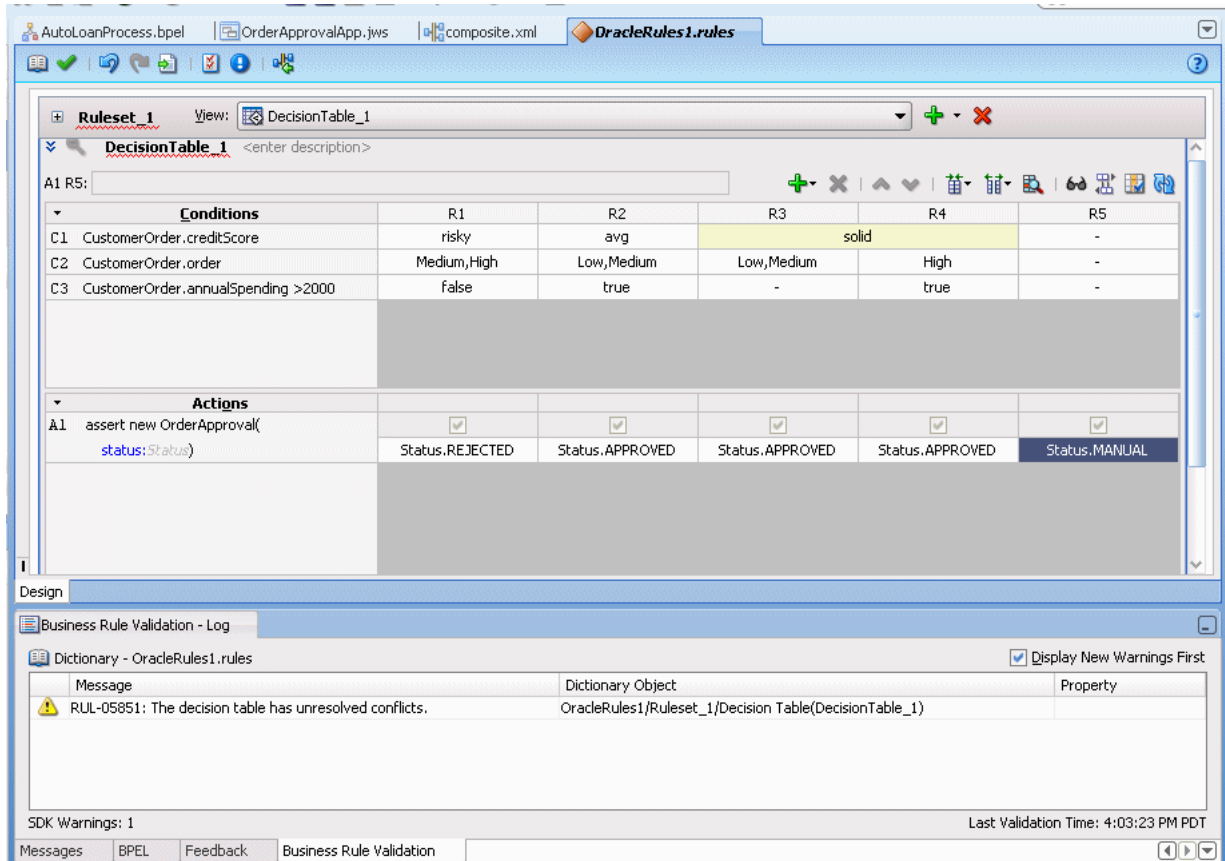 AutoLoanProcess.bpel OrderApprovalApp.jws composite.xml OracleRules1.rules
Ruleset_1 View: DecisionTable_1
DecisionTable_1 <enter description>
A1 R5:
Conditions R1 R2 R3 R4 R5
C1 CustomerOrder.creditScore risky avg solid -
C2 CustomerOrder.order Medium,High Low,Medium Low,Medium High -
C3 CustomerOrder.annualSpending >2000 false true - true -
Actions
A1 assert new OrderApproval(
status:Status) Status.REJECTED Status.APPROVED Status.APPROVED Status.APPROVED Status.MANUAL
Design
Business Rule Validation - Log
Dictionary - OracleRules1.rules Display New Warnings First
Message Dictionary Object Property
RUL-05851: The decision table has unresolved conflicts. OracleRules1/Ruleset_1/Decision Table(DecisionTable_1)
SDK Warnings: 1 Last Validation Time: 4:03:23 PM PDT
Messages BPEL Feedback Business Rule Validation